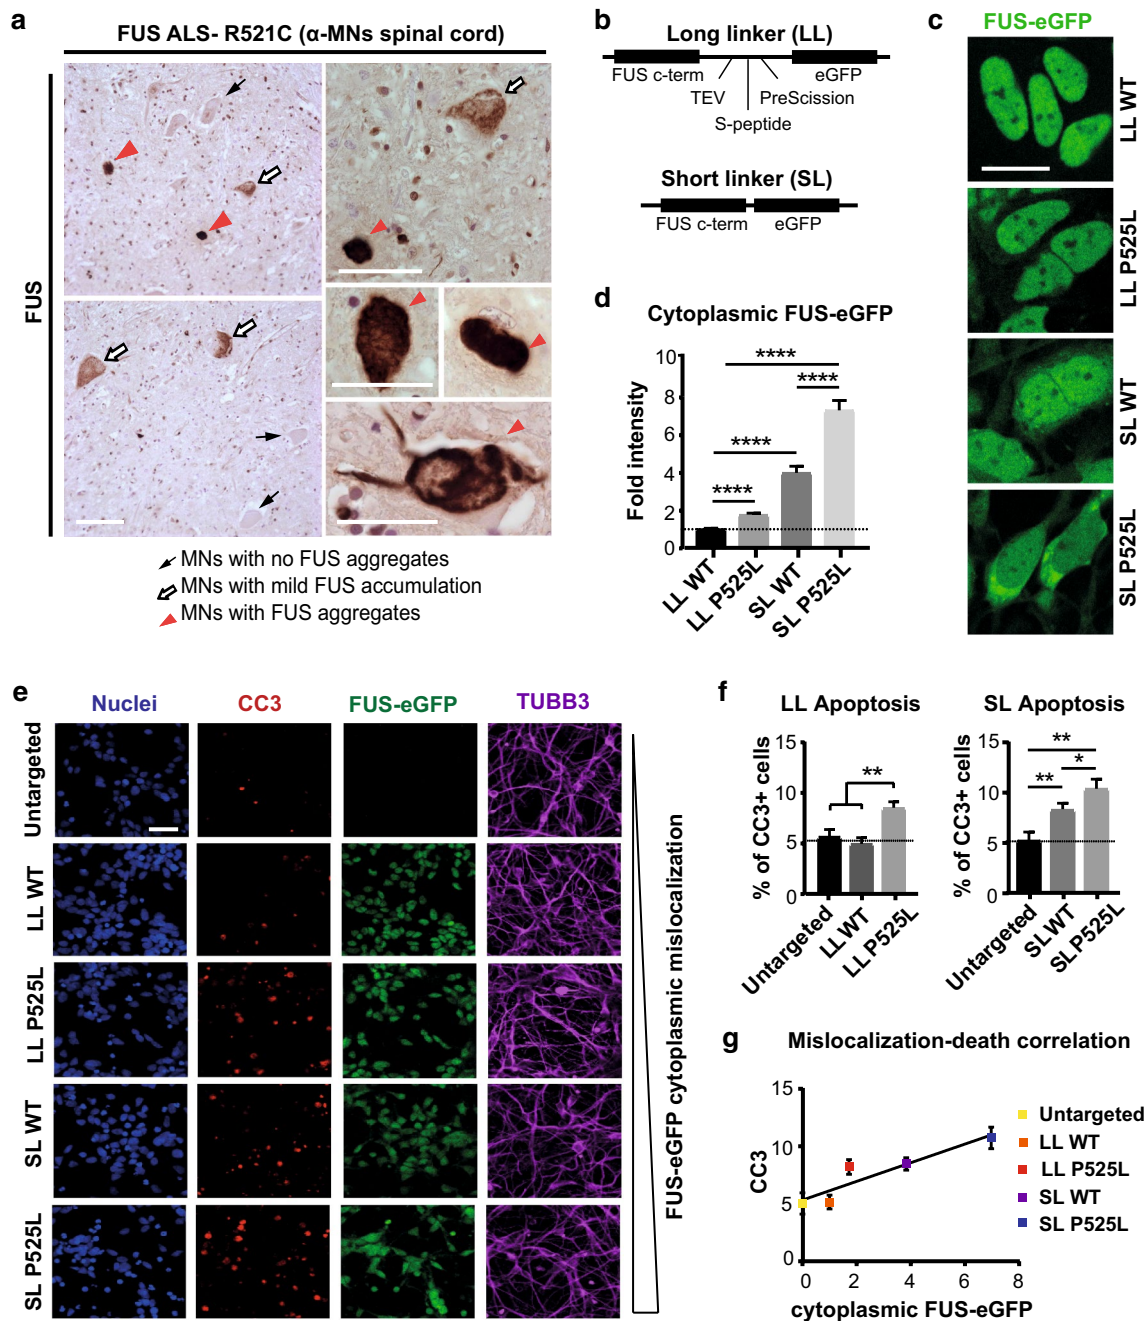 a
FUS ALS- R521C (α-MNs spinal cord)
FUS
MNs with no FUS aggregates
MNs with mild FUS accumulation
MNs with FUS aggregates
b
Long linker (LL)
FUS c-term
eGFP
TEV
PreScission
S-peptide
Short linker (SL)
FUS c-term
eGFP
c
FUS-eGFP
LL WT
LL P525L
SL WT
SL P525L
d
Cytoplasmic FUS-eGFP
Fold intensity
10
8
6
4
2
0
****
****
****
****
LL WT
LL P525L
SL WT
SL P525L
e
Nuclei
CC3
FUS-eGFP
TUBB3
Untargeted
LL WT
LL P525L
SL WT
SL P525L
FUS-eGFP cytoplasmic mislocalization
f
LL Apoptosis
% of CC3+ cells
15
10
5
0
**
Untargeted
LL WT
LL P525L
SL Apoptosis
% of CC3+ cells
15
10
5
0
**
**
*
Untargeted
SL WT
SL P525L
g
Mislocalization-death correlation
CC3
15
10
5
0
0
2
4
6
8
cytoplasmic FUS-eGFP
Untargeted
LL WT
LL P525L
SL WT
SL P525L